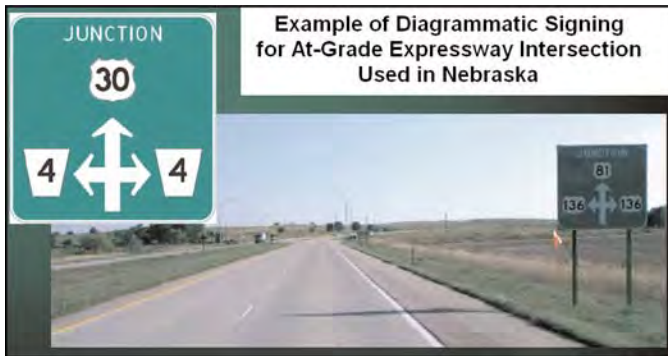 JUNCTION
30
4 4
Example of Diagrammatic Signing
for At-Grade Expressway Intersection
Used in Nebraska
JUNCTION
81
136 136